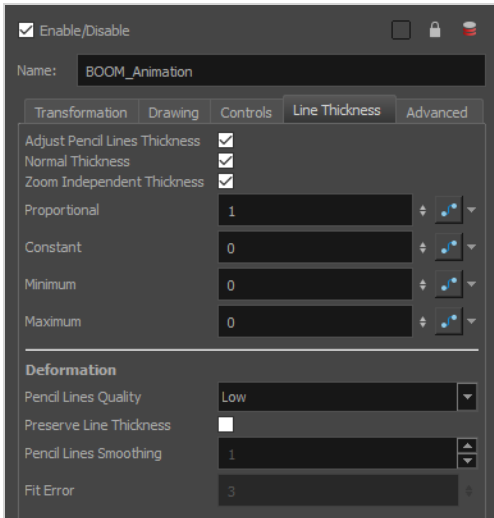 Enable/Disable
Name: BOOM_Animation
Transformation Drawing Controls Line Thickness Advanced
Adjust Pencil Lines Thickness
Normal Thickness
Zoom Independent Thickness
Proportional 1
Constant 0
Minimum 0
Maximum 0
Deformation
Pencil Lines Quality Low
Preserve Line Thickness
Pencil Lines Smoothing 1
Fit Error 3